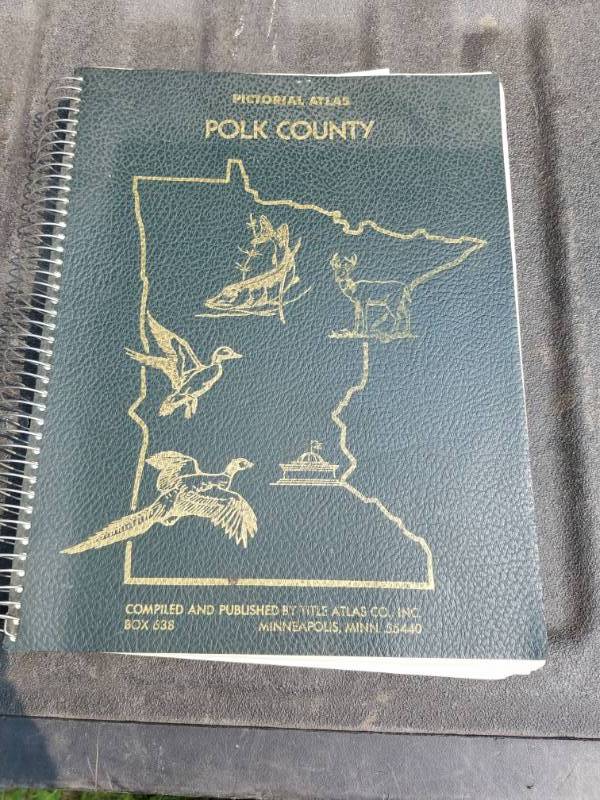 PICTORIAL ATLAS
POLK COUNTY
COMPILED AND PUBLISHED BY TITLE ATLAS CO., INC.
BOX 638 MINNEAPOLIS, MINN. 55440